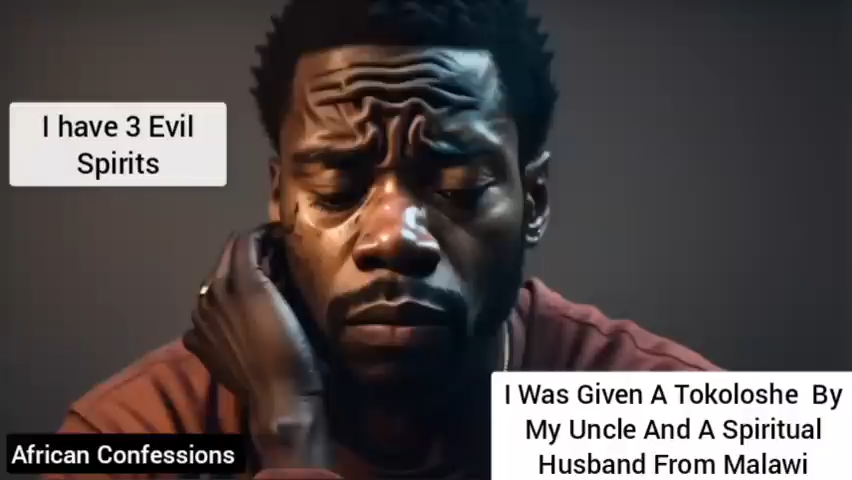 I have 3 Evil
Spirits
I Was Given A Tokoloshe By
My Uncle And A Spiritual
Husband From Malawi
African Confessions